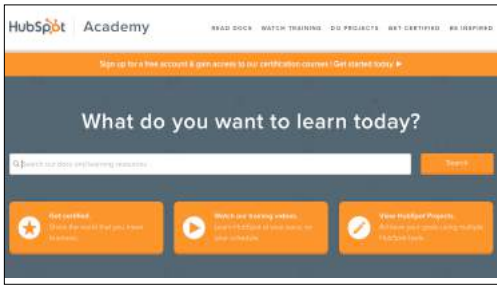 HubSpot Academy READ DOCS WATCH TRAINING DO PROJECTS GET CERTIFIED BE INSPIRED
Sign up for a free account & gain access to our certification courses! Get started today ►
What do you want to learn today?
Search our docs and learning resources Search
Get certified.
Show the world that you have
Watch our training videos.
Learn HubSpot at your pace, on
your schedule.
View HubSpot Projects.
Achieve your goals using multiple
HubSpot tools.